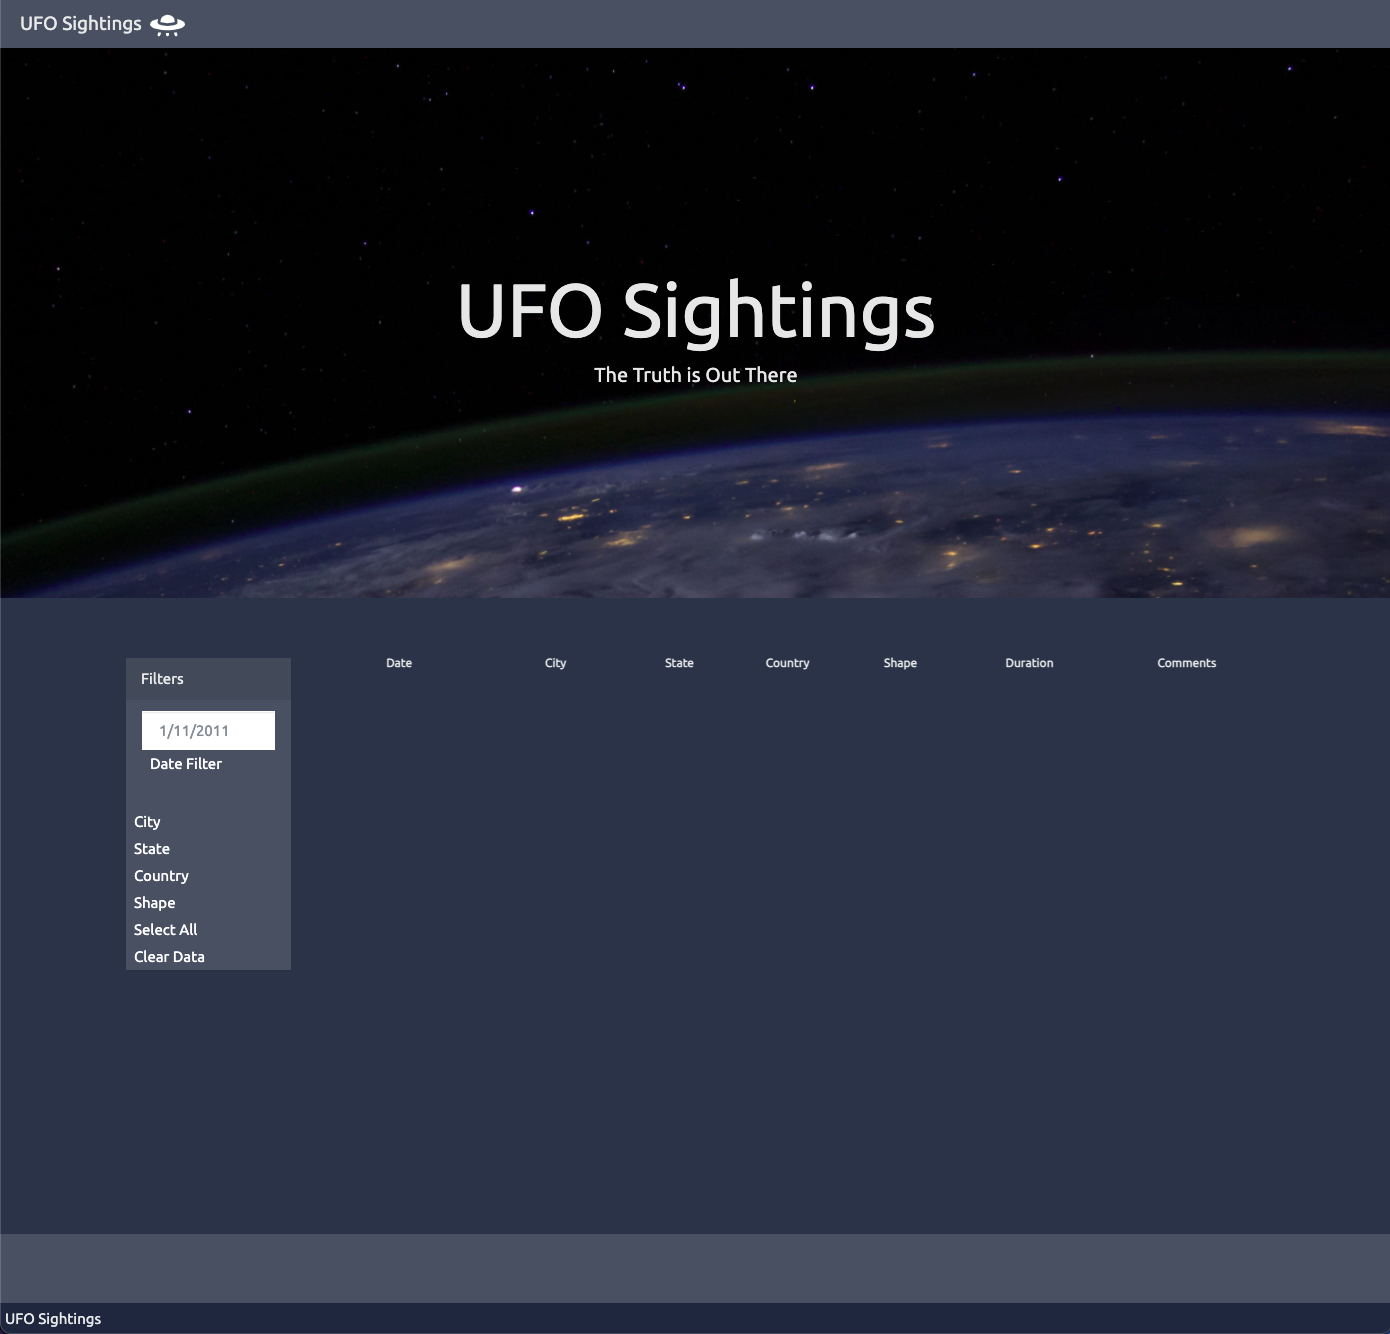 UFO Sightings
UFO Sightings
The Truth is Out There
Filters
1/11/2011
Date Filter
City
State
Country
Shape
Select All
Clear Data
Date City State Country Shape Duration Comments
UFO Sightings